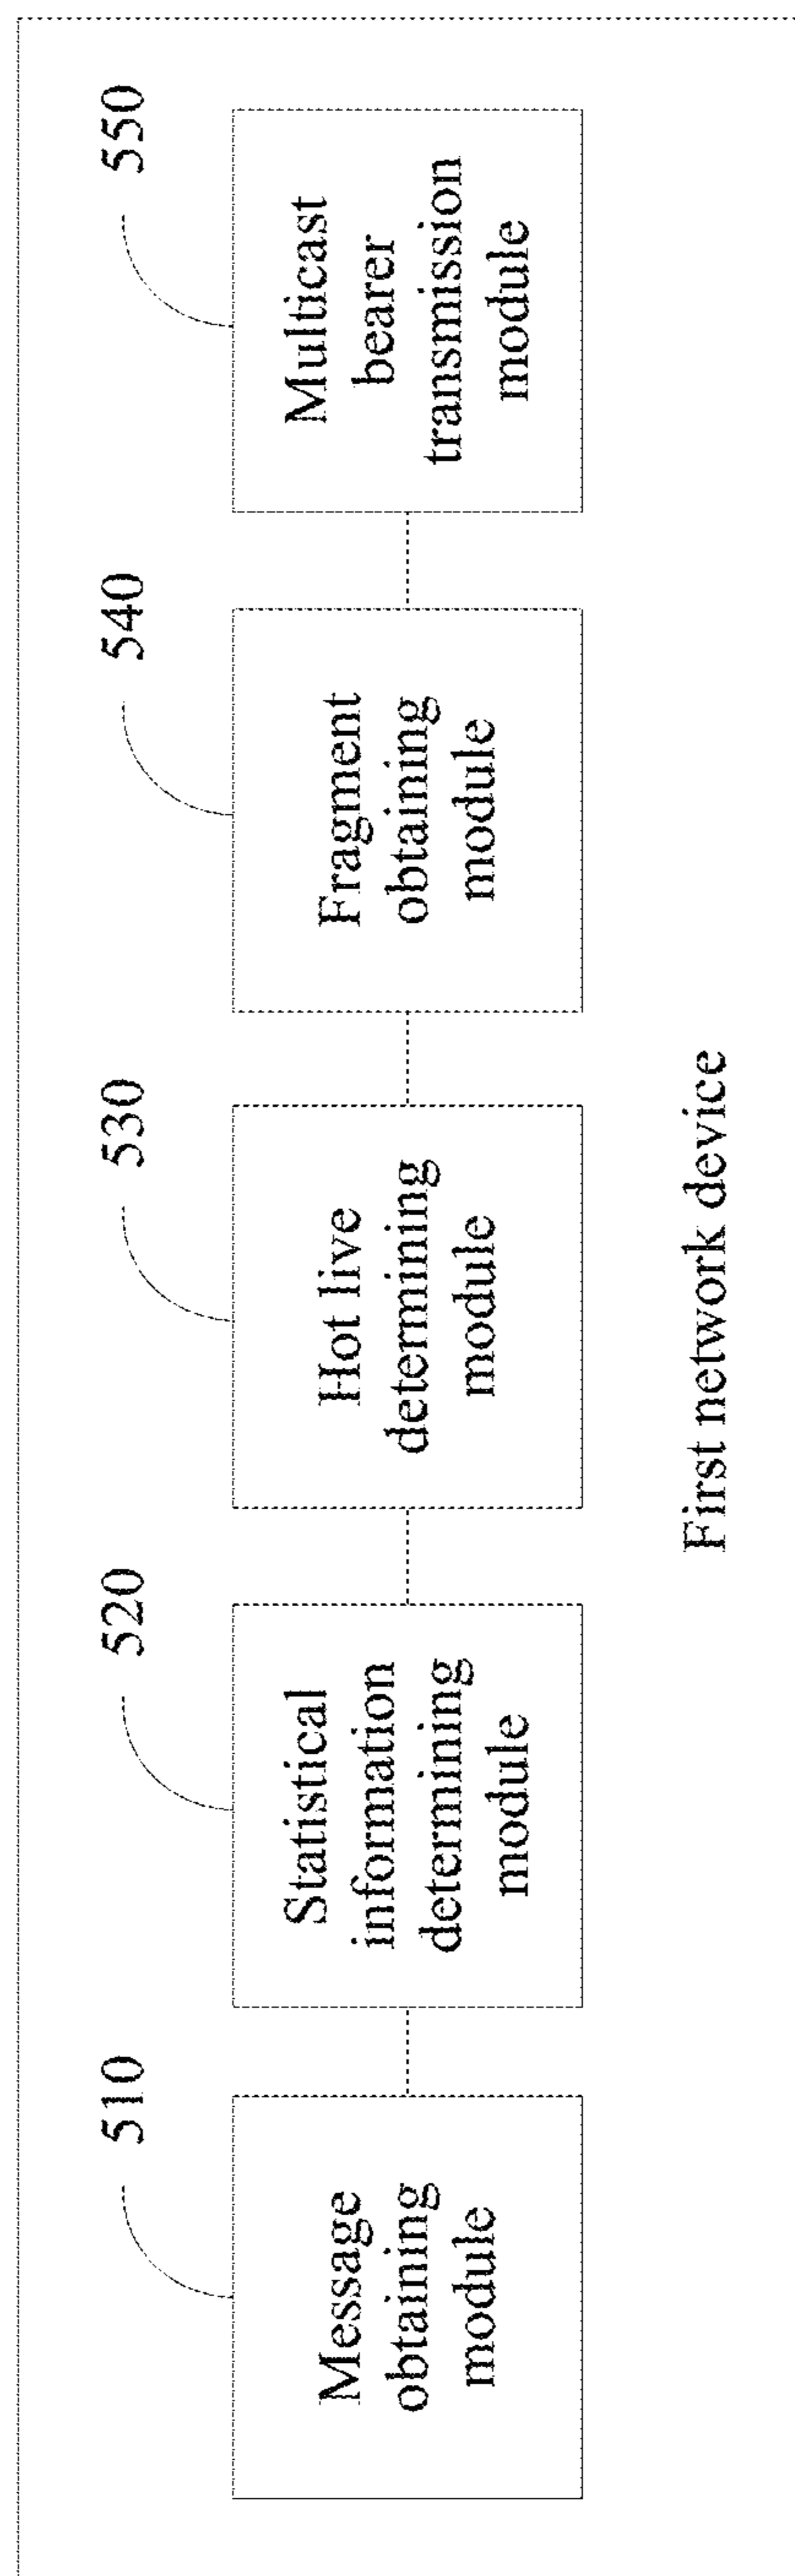 510
520
530
540
550
Message
obtaining
module
Statistical
information
determining
module
Hot live
determining
module
Fragment
obtaining
module
Multicast
bearer
transmission
module
First network device